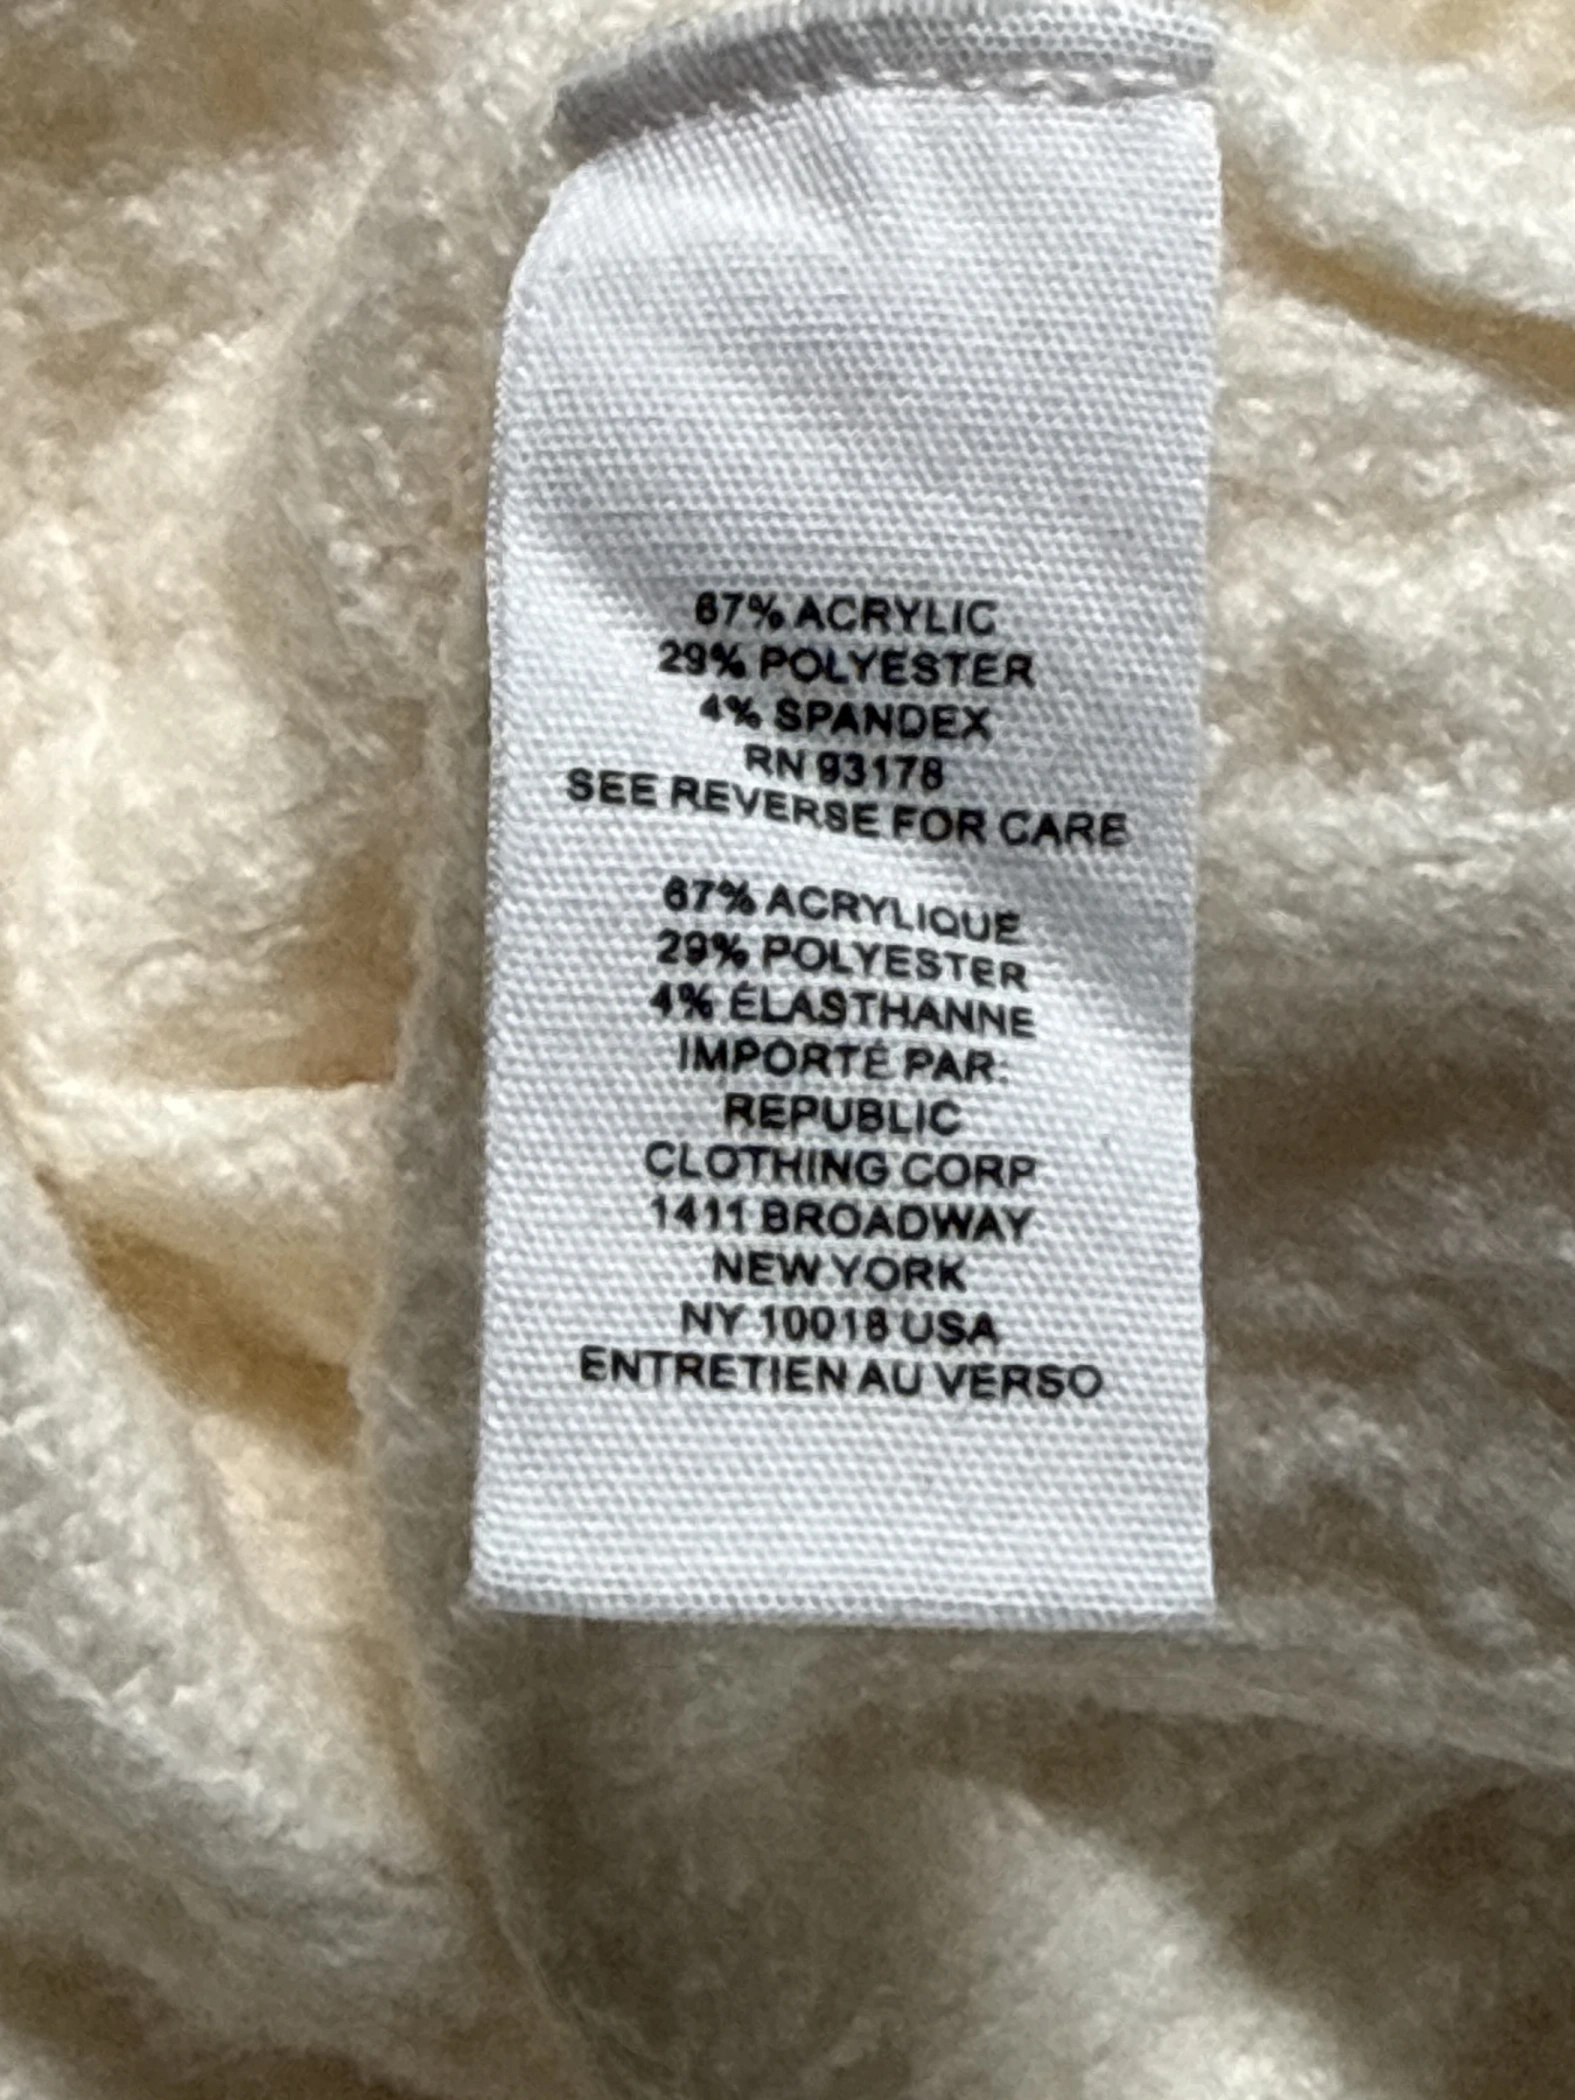 67% ACRYLIC
29% POLYESTER
4% SPANDEX
RN 93178
SEE REVERSE FOR CARE
67% ACRYLIQUE
29% POLYESTER
4% ÉLASTHANNE
IMPORTÉ PAR:
REPUBLIC
CLOTHING CORP
1411 BROADWAY
NEW YORK
NY 10018 USA
ENTRETIEN AU VERSO